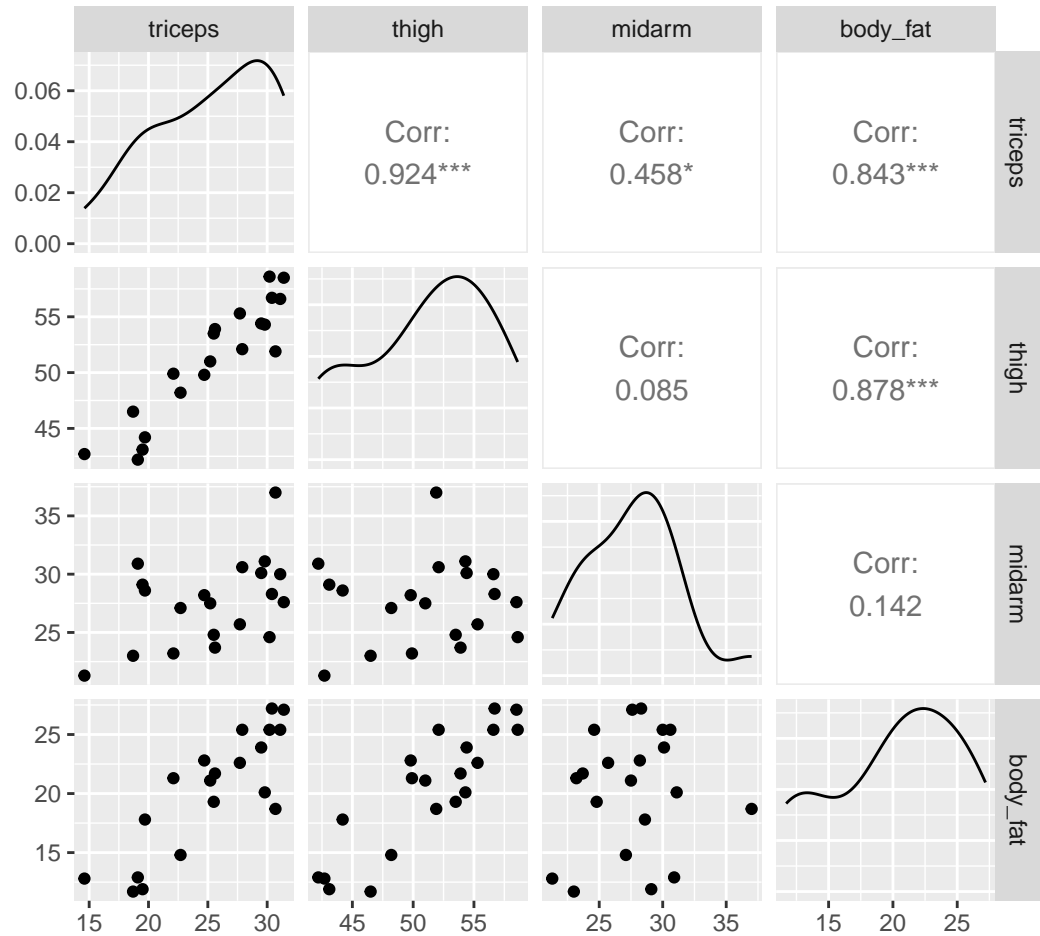 triceps thigh midarm body_fat
0.06
0.04
0.02
0.00
Corr:
0.924***
Corr:
0.458*
Corr:
0.843***
triceps
55
50
45
Corr:
0.085
Corr:
0.878***
thigh
35
30
25
Corr:
0.142
midarm
25
20
15
body_fat
15 20 25 30 45 50 55 25 30 35 15 20 25